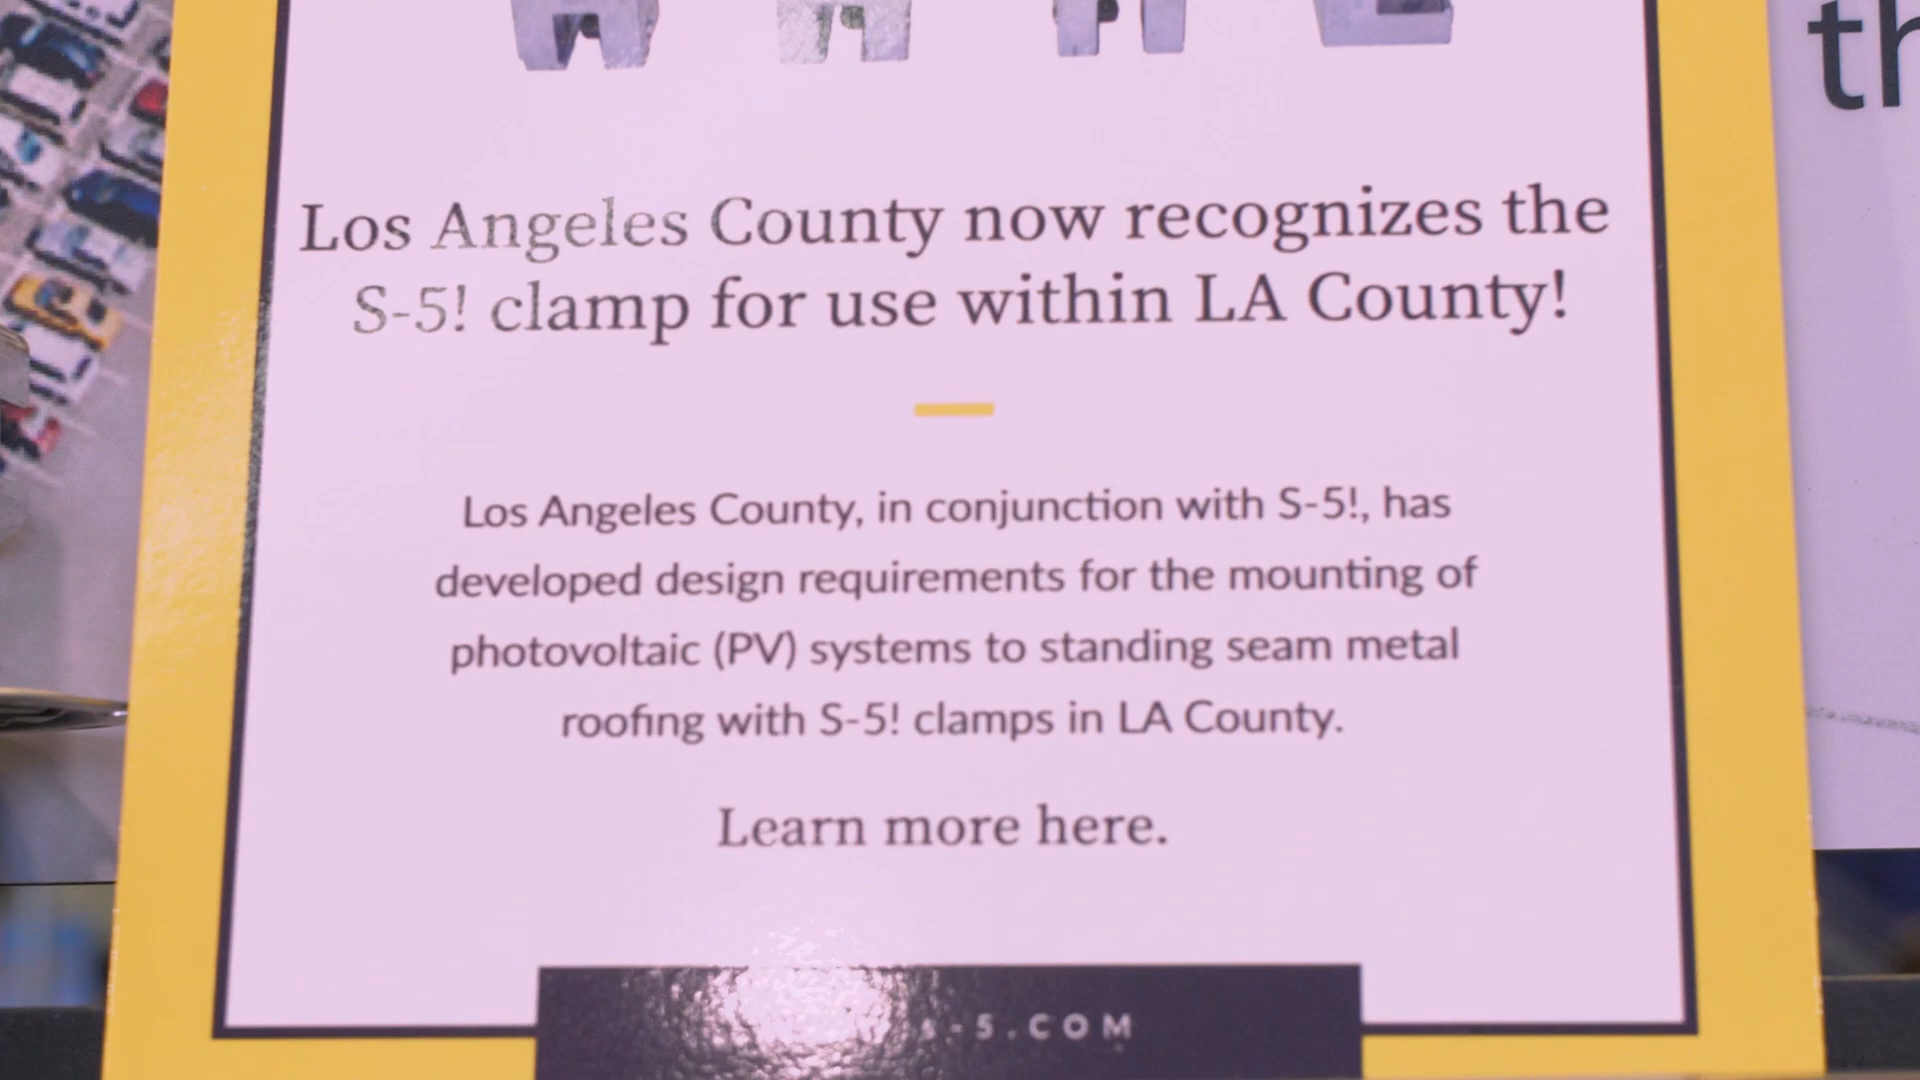 th
Los Angeles County now recognizes the
S-5! clamp for use within LA County!
Los Angeles County, in conjunction with S-5!, has
developed design requirements for the mounting of
photovoltaic (PV) systems to standing seam metal
roofing with S-5! clamps in LA County.
Learn more here.
S-5.COM